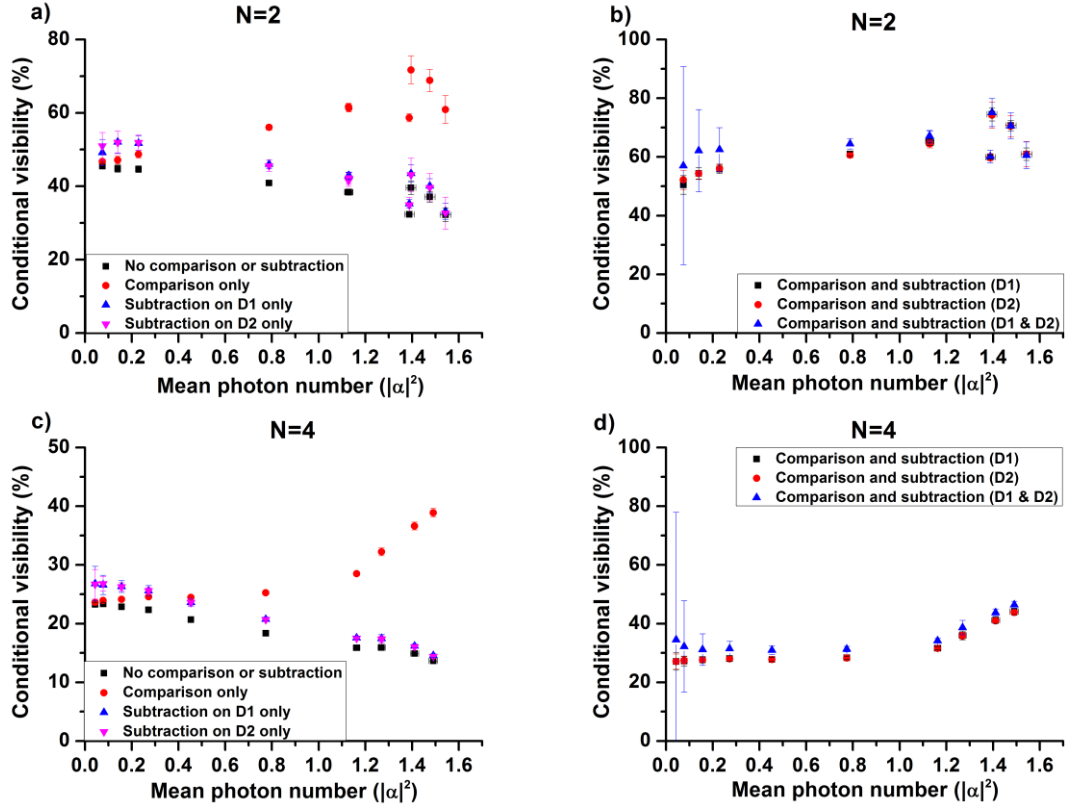 a)
N=2
Conditional visibility (%)
80
60
40
20
0
No comparison or subtraction
Comparison only
Subtraction on D1 only
Subtraction on D2 only
0.0 0.2 0.4 0.6 0.8 1.0 1.2 1.4 1.6
Mean photon number (|α|²)
b)
N=2
Conditional visibility (%)
100
80
60
40
20
0
Comparison and subtraction (D1)
Comparison and subtraction (D2)
Comparison and subtraction (D1 & D2)
0.0 0.2 0.4 0.6 0.8 1.0 1.2 1.4 1.6
Mean photon number (|α|²)
c)
N=4
Conditional visibility (%)
50
40
30
20
10
0
No comparison or subtraction
Comparison only
Subtraction on D1 only
Subtraction on D2 only
0.0 0.2 0.4 0.6 0.8 1.0 1.2 1.4 1.6
Mean photon number (|α|²)
d)
N=4
Conditional visibility (%)
100
80
60
40
20
0
Comparison and subtraction (D1)
Comparison and subtraction (D2)
Comparison and subtraction (D1 & D2)
0.0 0.2 0.4 0.6 0.8 1.0 1.2 1.4 1.6
Mean photon number (|α|²)